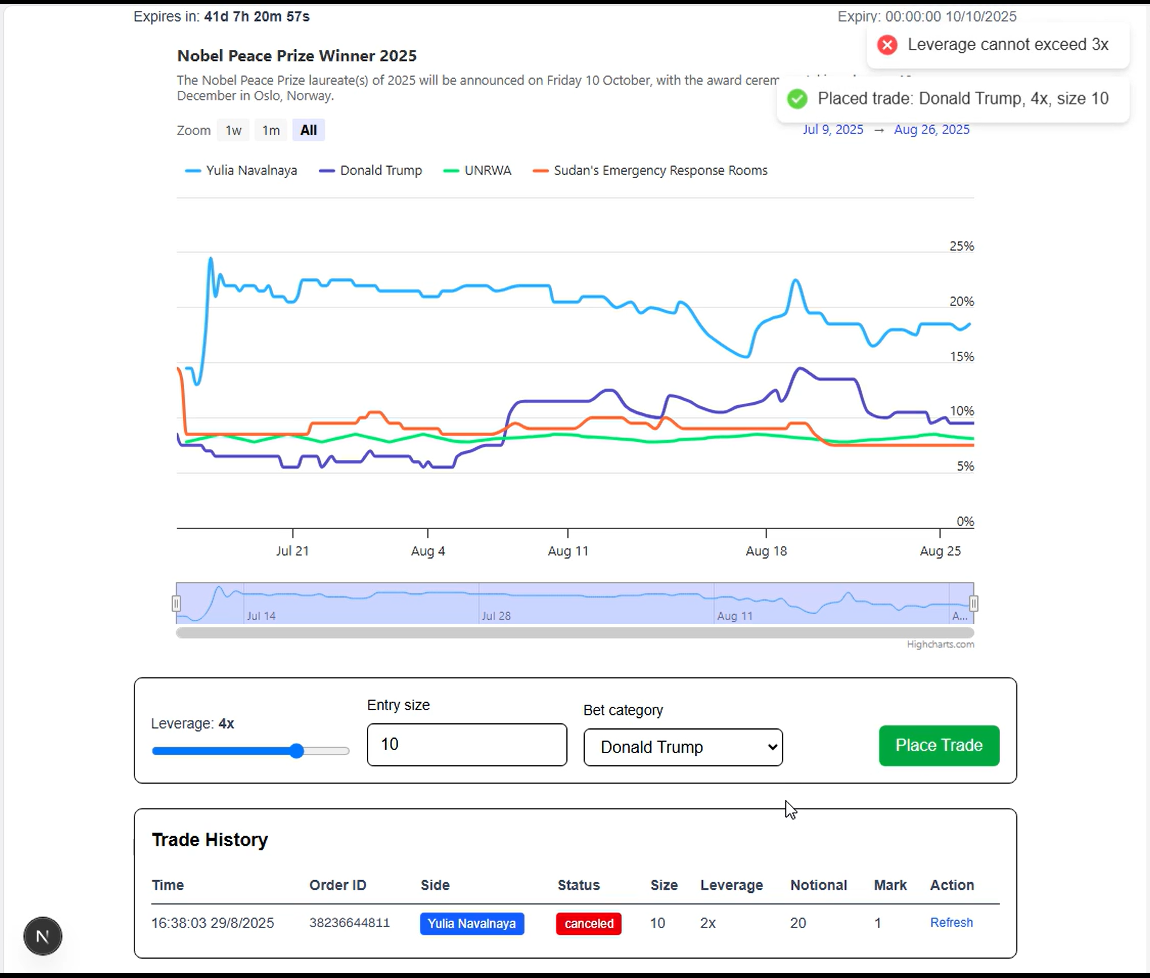 Expires in: 41d 7h 20m 57s
Expiry: 00:00:00 10/10/2025
Leverage cannot exceed 3x
Nobel Peace Prize Winner 2025
The Nobel Peace Prize laureate(s) of 2025 will be announced on Friday 10 October, with the award
December in Oslo, Norway.
Placed trade: Donald Trump, 4x, size 10
Zoom 1w 1m All
Jul 9, 2025 → Aug 26, 2025
Yulia Navalnaya Donald Trump UNRWA Sudan's Emergency Response Rooms
25%
20%
15%
10%
5%
0%
Jul 21 Aug 4 Aug 11 Aug 18 Aug 25
Jul 14 Jul 28 Aug 11 A...
Highcharts.com
Leverage: 4x
Entry size
10
Bet category
Donald Trump
Place Trade
Trade History
Time Order ID Side Status Size Leverage Notional Mark Action
16:38:03 29/8/2025 38236644811 Yulia Navalnaya canceled 10 2x 20 1 Refresh
N